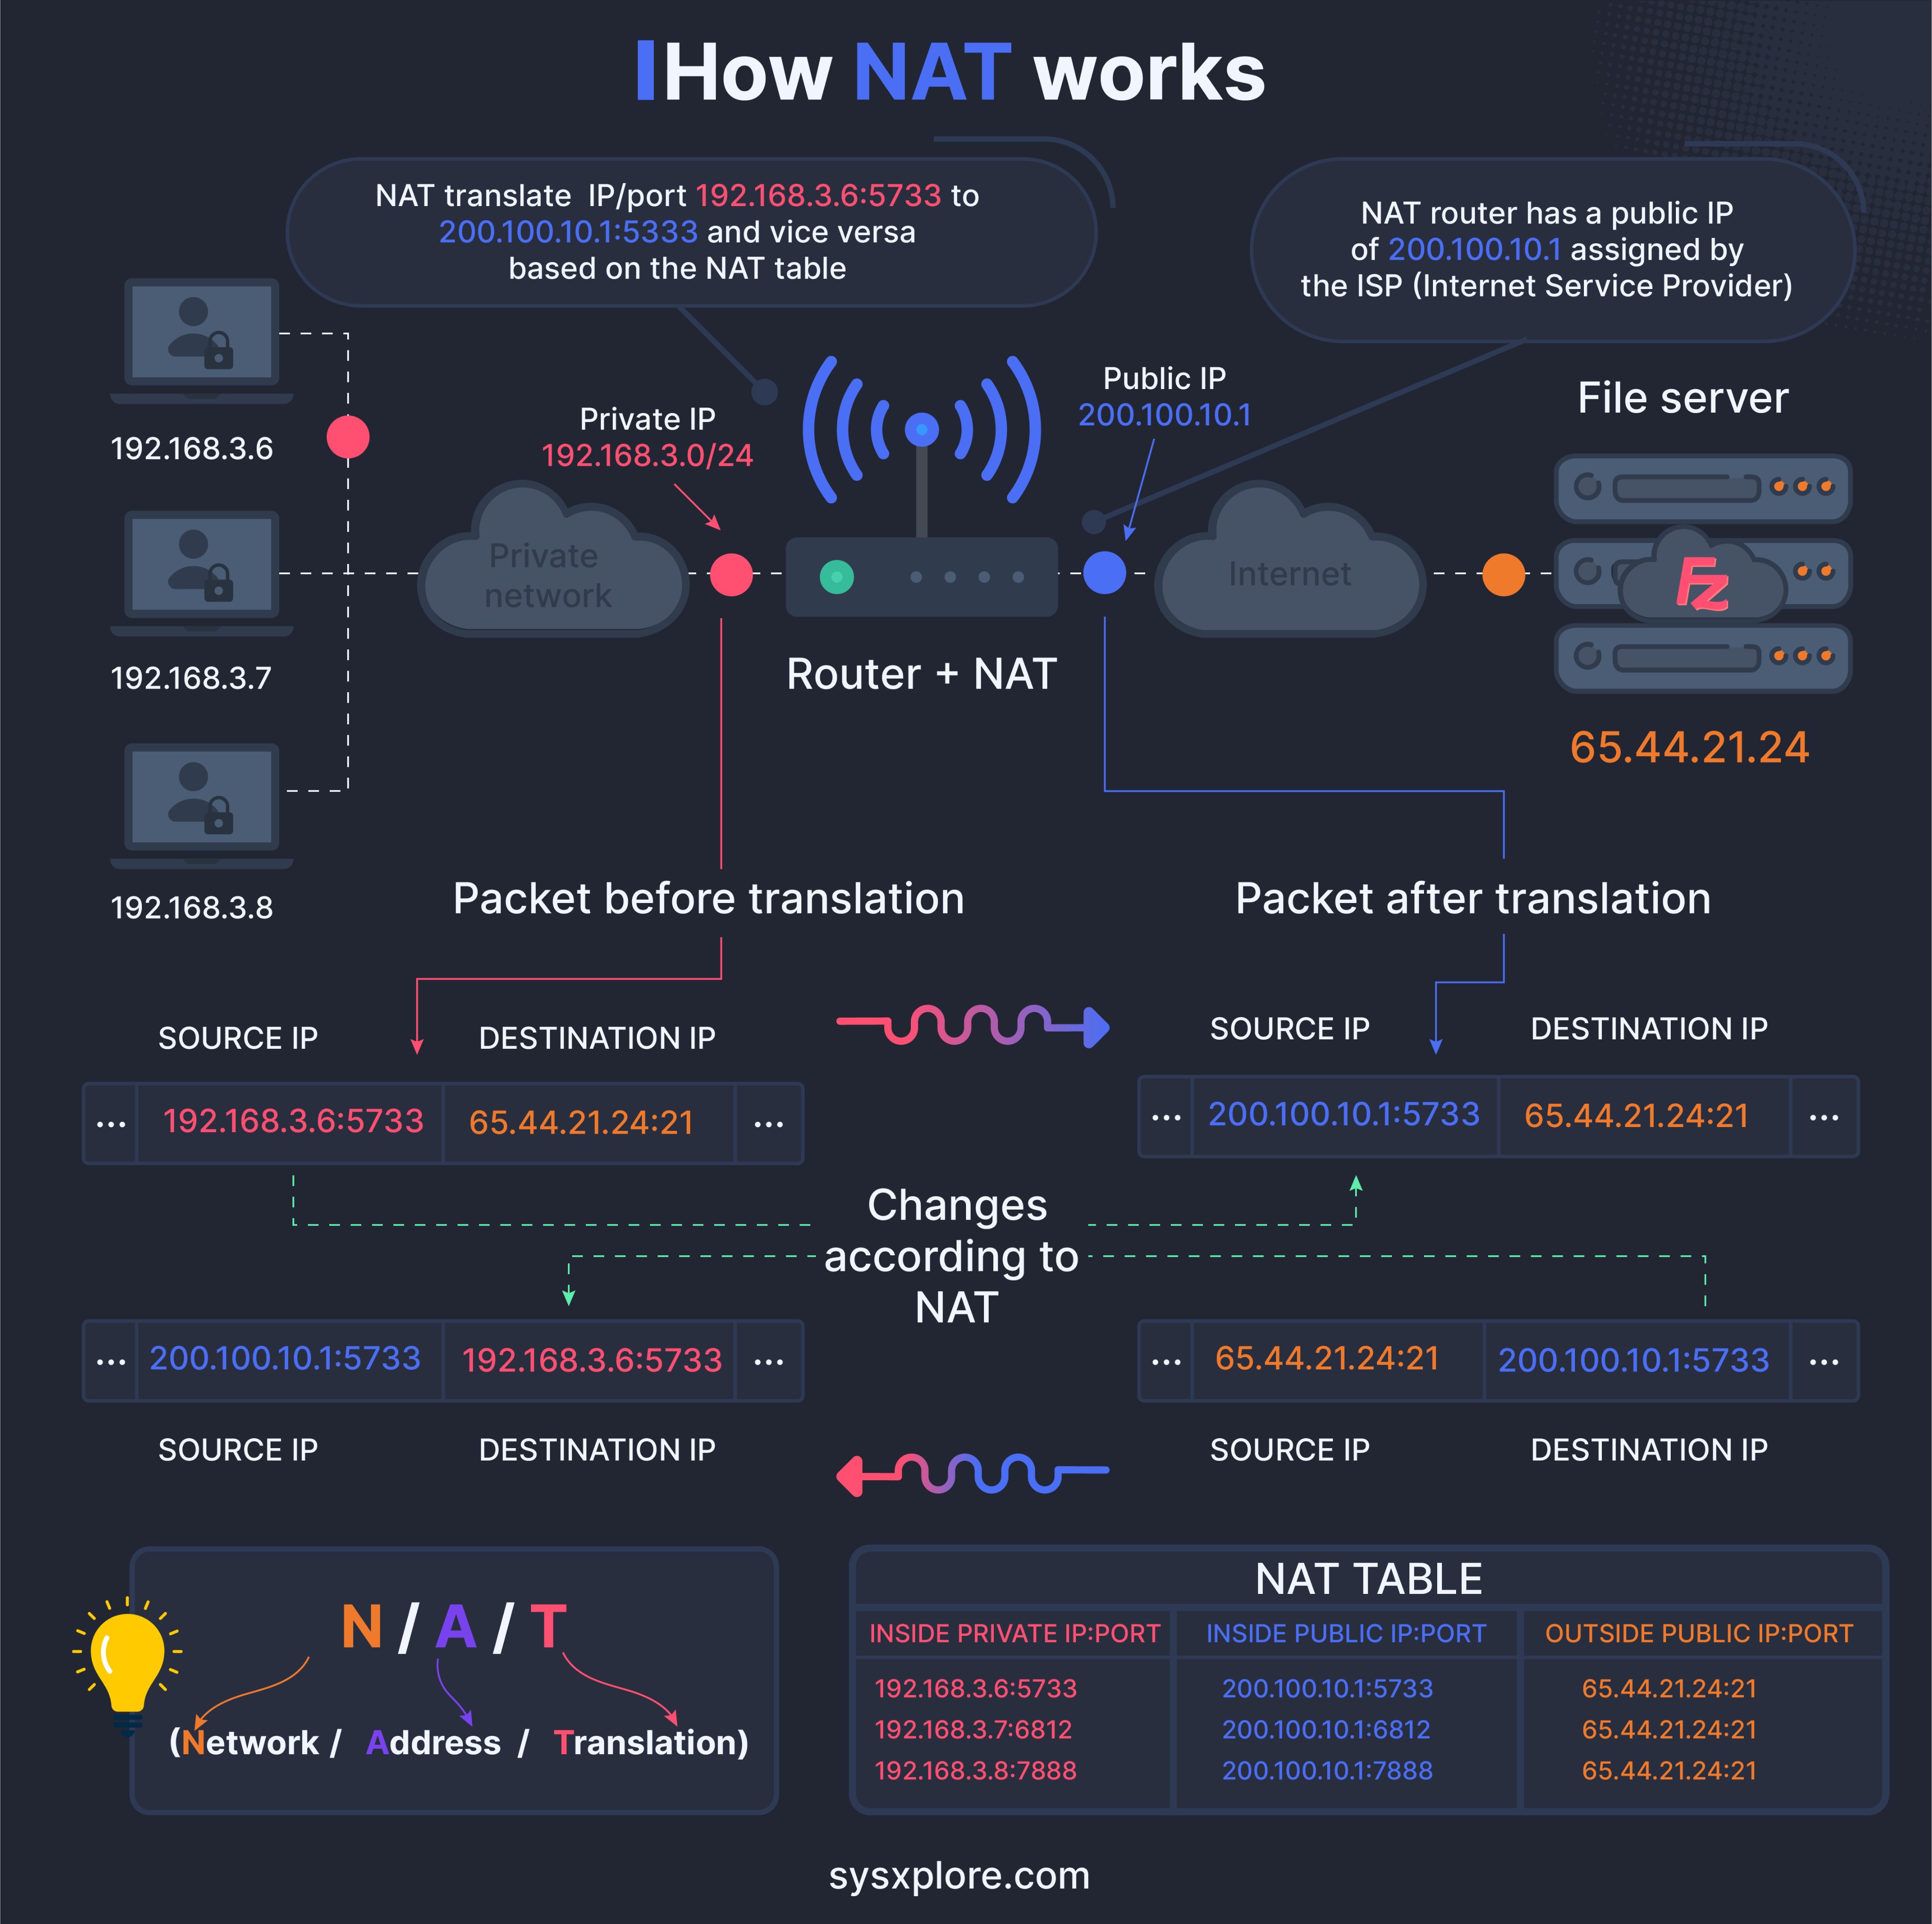 How NAT works
NAT translate IP/port 192.168.3.6:5733 to
200.100.10.1:5333 and vice versa
based on the NAT table
NAT router has a public IP
of 200.100.10.1 assigned by
the ISP (Internet Service Provider)
192.168.3.6
192.168.3.7
192.168.3.8
Private IP
192.168.3.0/24
Public IP
200.100.10.1
File server
Private
network
Internet
FZ
Router + NAT
65.44.21.24
Packet before translation
Packet after translation
SOURCE IP DESTINATION IP
... 192.168.3.6:5733 65.44.21.24:21 ...
SOURCE IP DESTINATION IP
... 200.100.10.1:5733 65.44.21.24:21 ...
Changes
according to
NAT
... 200.100.10.1:5733 192.168.3.6:5733 ...
SOURCE IP DESTINATION IP
... 65.44.21.24:21 200.100.10.1:5733 ...
SOURCE IP DESTINATION IP
N / A / T
(Network / Address / Translation)
NAT TABLE
INSIDE PRIVATE IP:PORT INSIDE PUBLIC IP:PORT OUTSIDE PUBLIC IP:PORT
192.168.3.6:5733 200.100.10.1:5733 65.44.21.24:21
192.168.3.7:6812 200.100.10.1:6812 65.44.21.24:21
192.168.3.8:7888 200.100.10.1:7888 65.44.21.24:21
sysxplore.com